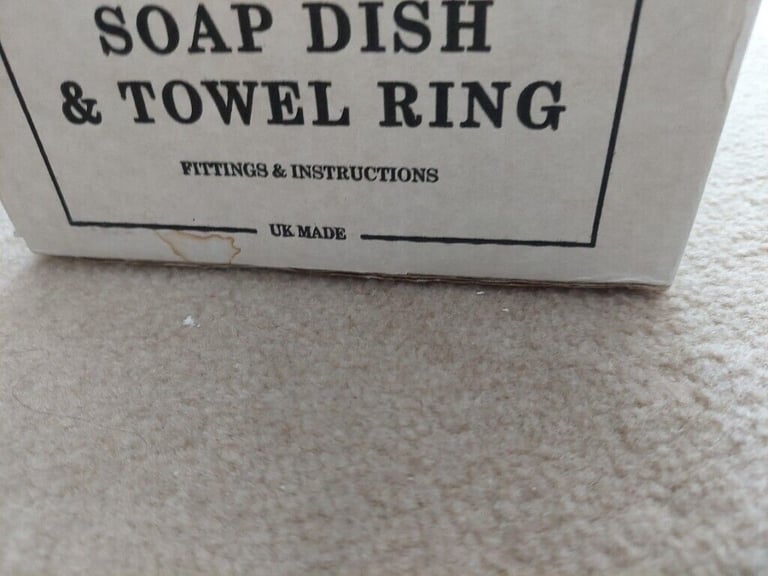 SOAP DISH
& TOWEL RING
FITTINGS & INSTRUCTIONS
UK MADE